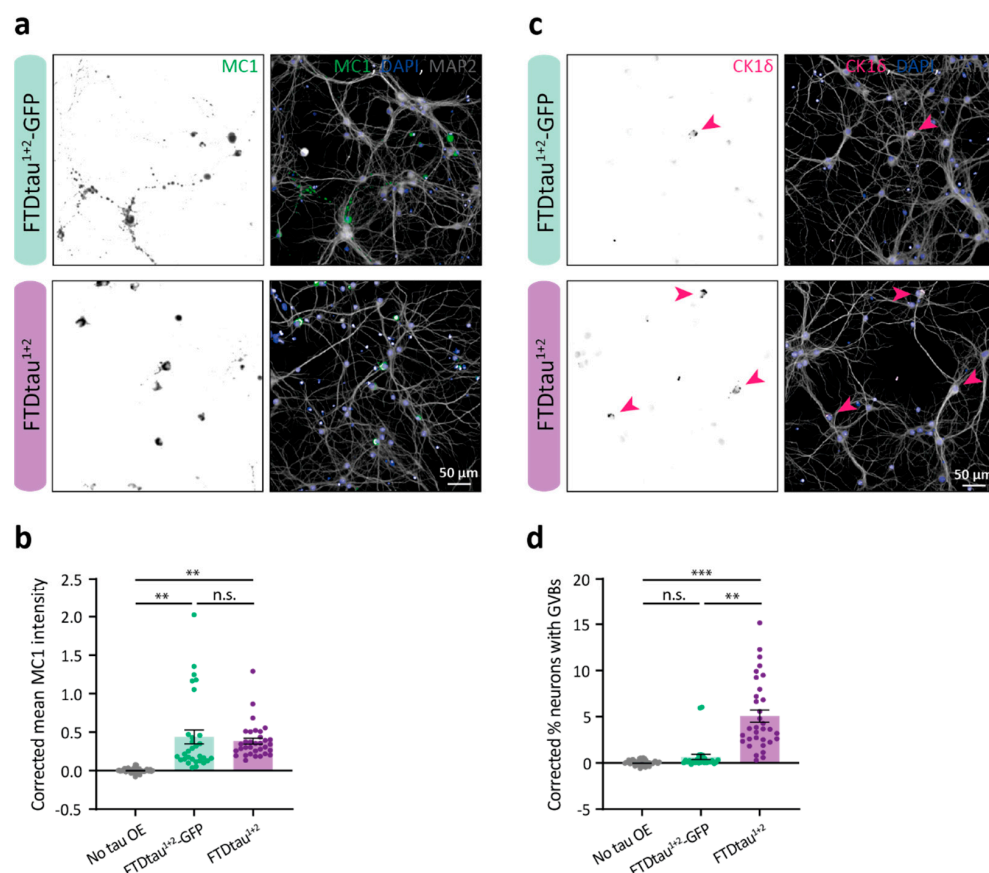 a
c
FTDtau¹⁺²-GFP
MC1
MC1, DAPI, MAP2
FTDtau¹⁺²-GFP
CK1δ
CK1δ, DAPI, MAP2
FTDtau¹⁺²
50 µm
FTDtau¹⁺²
50 µm
b
d
Corrected mean MC1 intensity
2.5
2.0
1.5
1.0
0.5
0.0
-0.5
**
** n.s.
No tau OE
FTDtau¹⁺²-GFP
FTDtau¹⁺²
Corrected % neurons with GVBs
20
15
10
5
0
-5
***
n.s. **
No tau OE
FTDtau¹⁺²-GFP
FTDtau¹⁺²